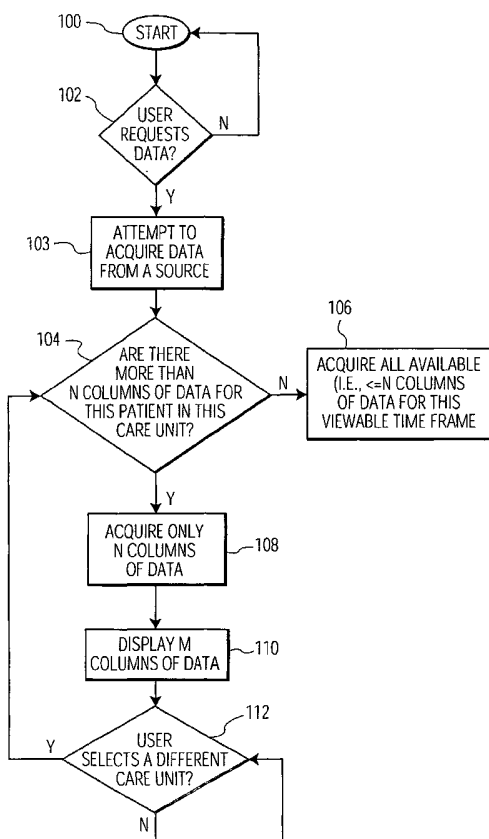 100
START
102
USER
REQUESTS
DATA?
N
Y
103
ATTEMPT TO
ACQUIRE DATA
FROM A SOURCE
104
ARE THERE
MORE THAN
N COLUMNS OF DATA FOR
THIS PATIENT IN THIS
CARE UNIT?
N
106
ACQUIRE ALL AVAILABLE
(I.E., <=N COLUMNS
OF DATA FOR THIS
VIEWABLE TIME FRAME
Y
ACQUIRE ONLY
N COLUMNS
OF DATA
108
DISPLAY M
COLUMNS OF DATA
110
112
Y
USER
SELECTS A DIFFERENT
CARE UNIT?
N